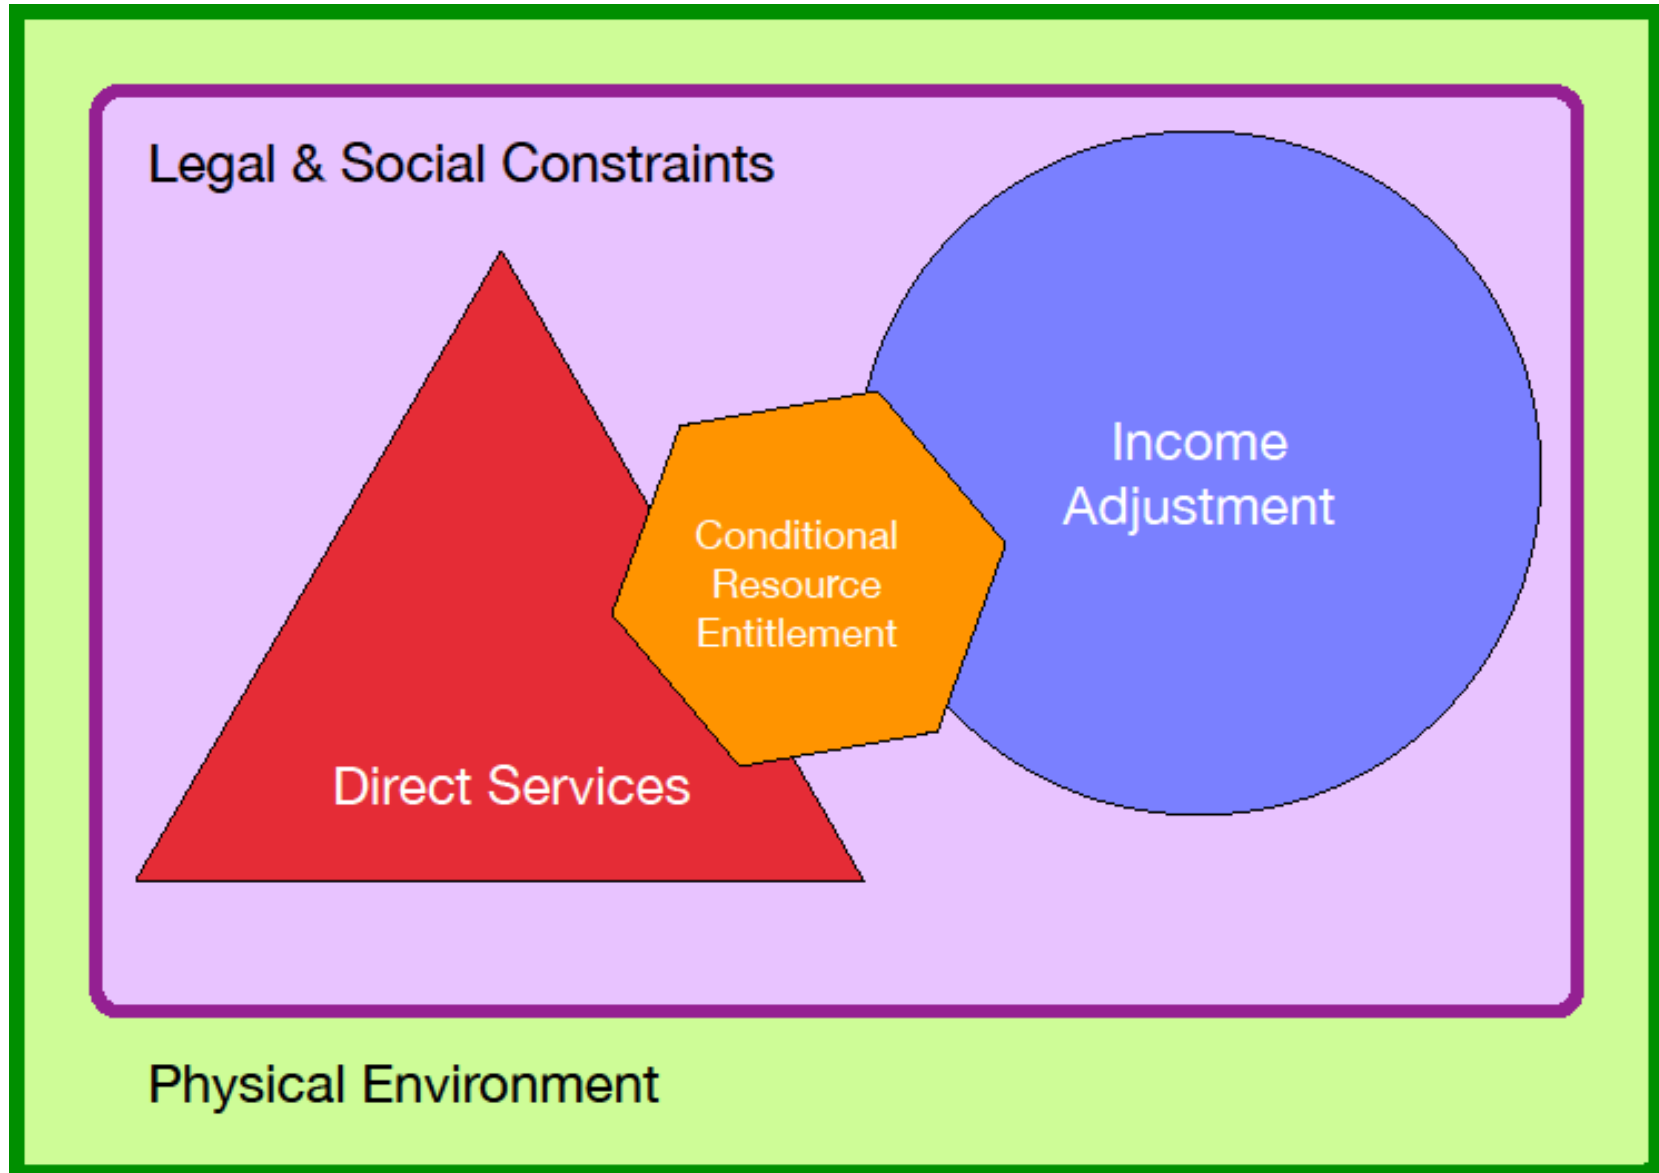 Legal & Social Constraints
Income
Adjustment
Conditional
Resource
Entitlement
Direct Services
Physical Environment